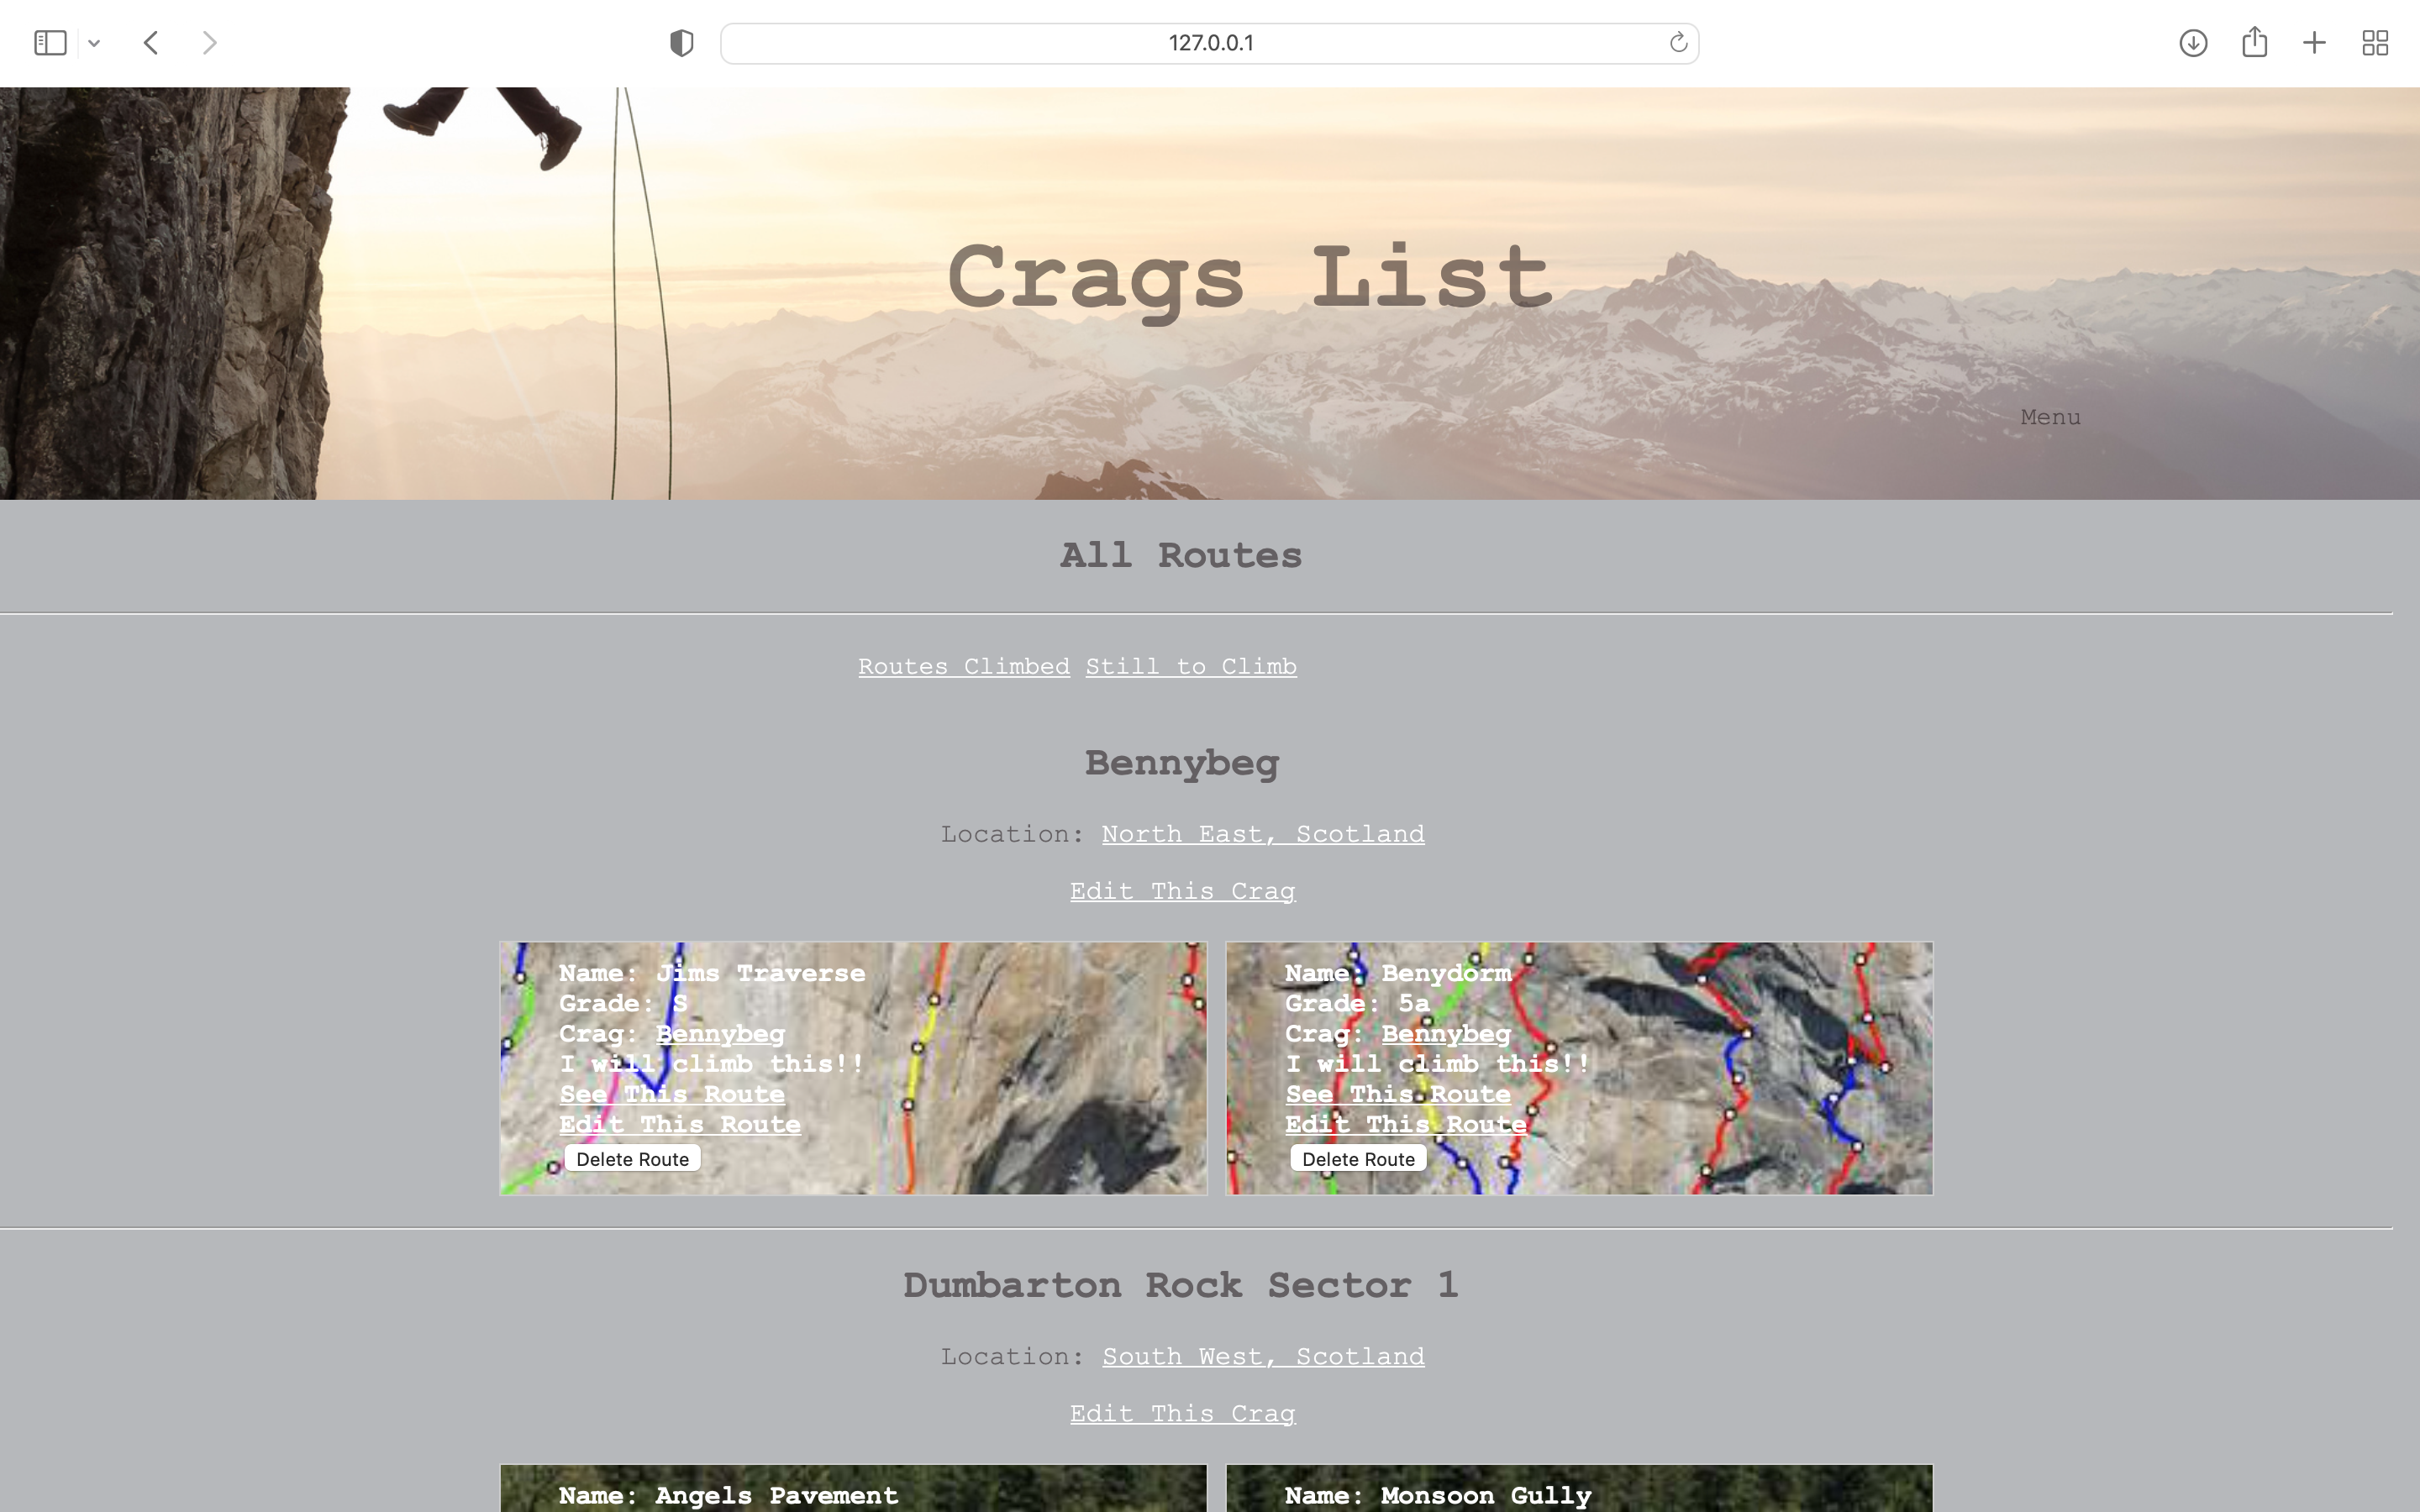 127.0.0.1
Crags List
Menu
All Routes
Routes Climbed Still to Climb
Bennybeg
Location: North East, Scotland
Edit This Crag
Name: Jims Traverse
Grade: S
Crag: Bennybeg
I will climb this!!
See This Route
Edit This Route
Delete Route
Name: Benydorm
Grade: 5a
Crag: Bennybeg
I will climb this!!
See This Route
Edit This Route
Delete Route
Dumbarton Rock Sector 1
Location: South West, Scotland
Edit This Crag
Name: Angels Pavement
Name: Monsoon Gully